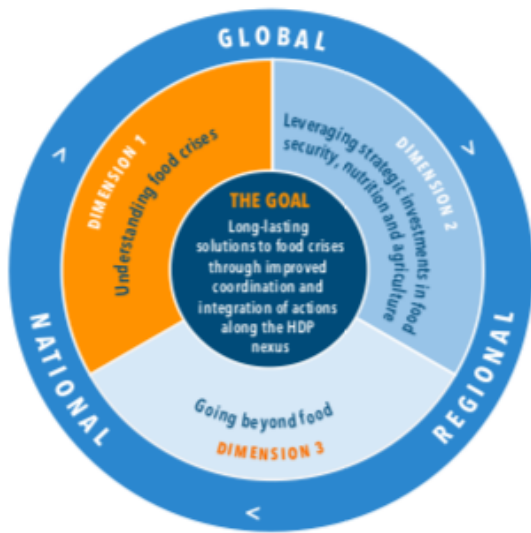 GLOBAL
DIMENSION 1
Understanding food crises
DIMENSION 2
Leveraging strategic investments in food
security, nutrition and agriculture
THE GOAL
Long-lasting
solutions to food crises
through improved
coordination and
integration of actions
along the HDP
nexus
NATIONAL
REGIONAL
Going beyond food
DIMENSION 3